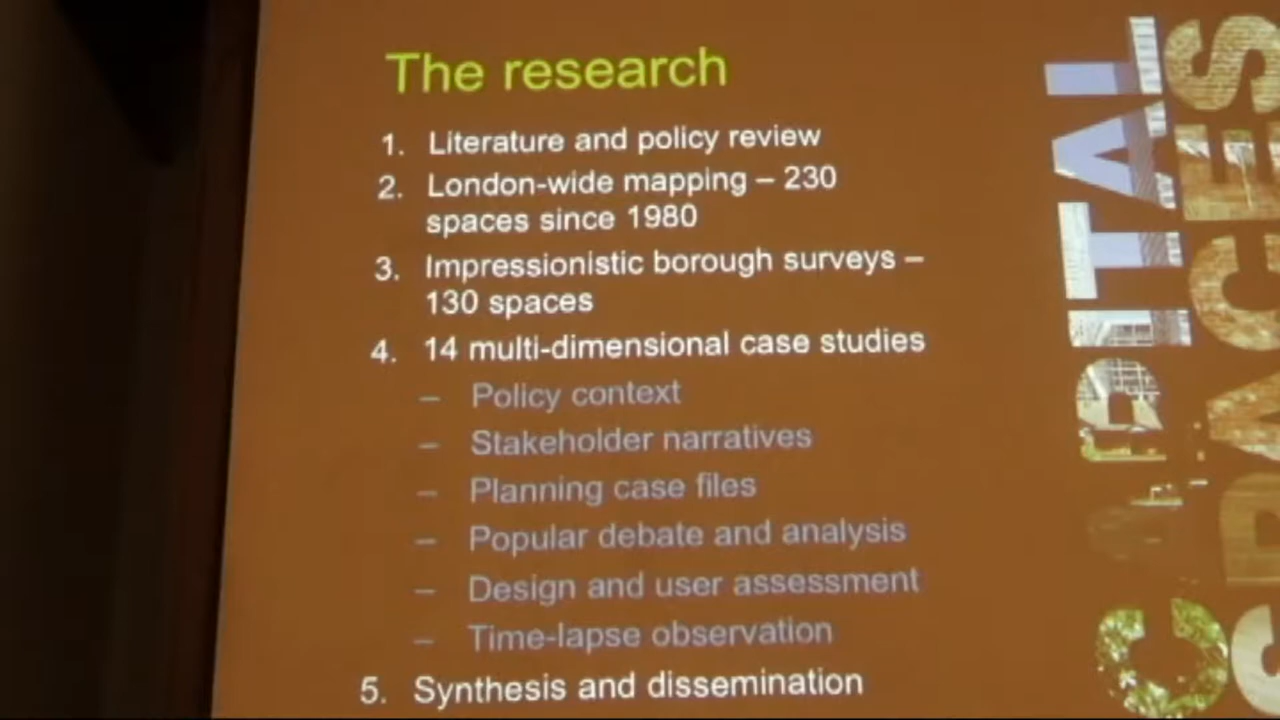 The research
1. Literature and policy review
2. London-wide mapping – 230
spaces since 1980
3. Impressionistic borough surveys –
130 spaces
4. 14 multi-dimensional case studies
– Policy context
– Stakeholder narratives
– Planning case files
– Popular debate and analysis
– Design and user assessment
– Time-lapse observation
5. Synthesis and dissemination
CAPITAL
SPACES